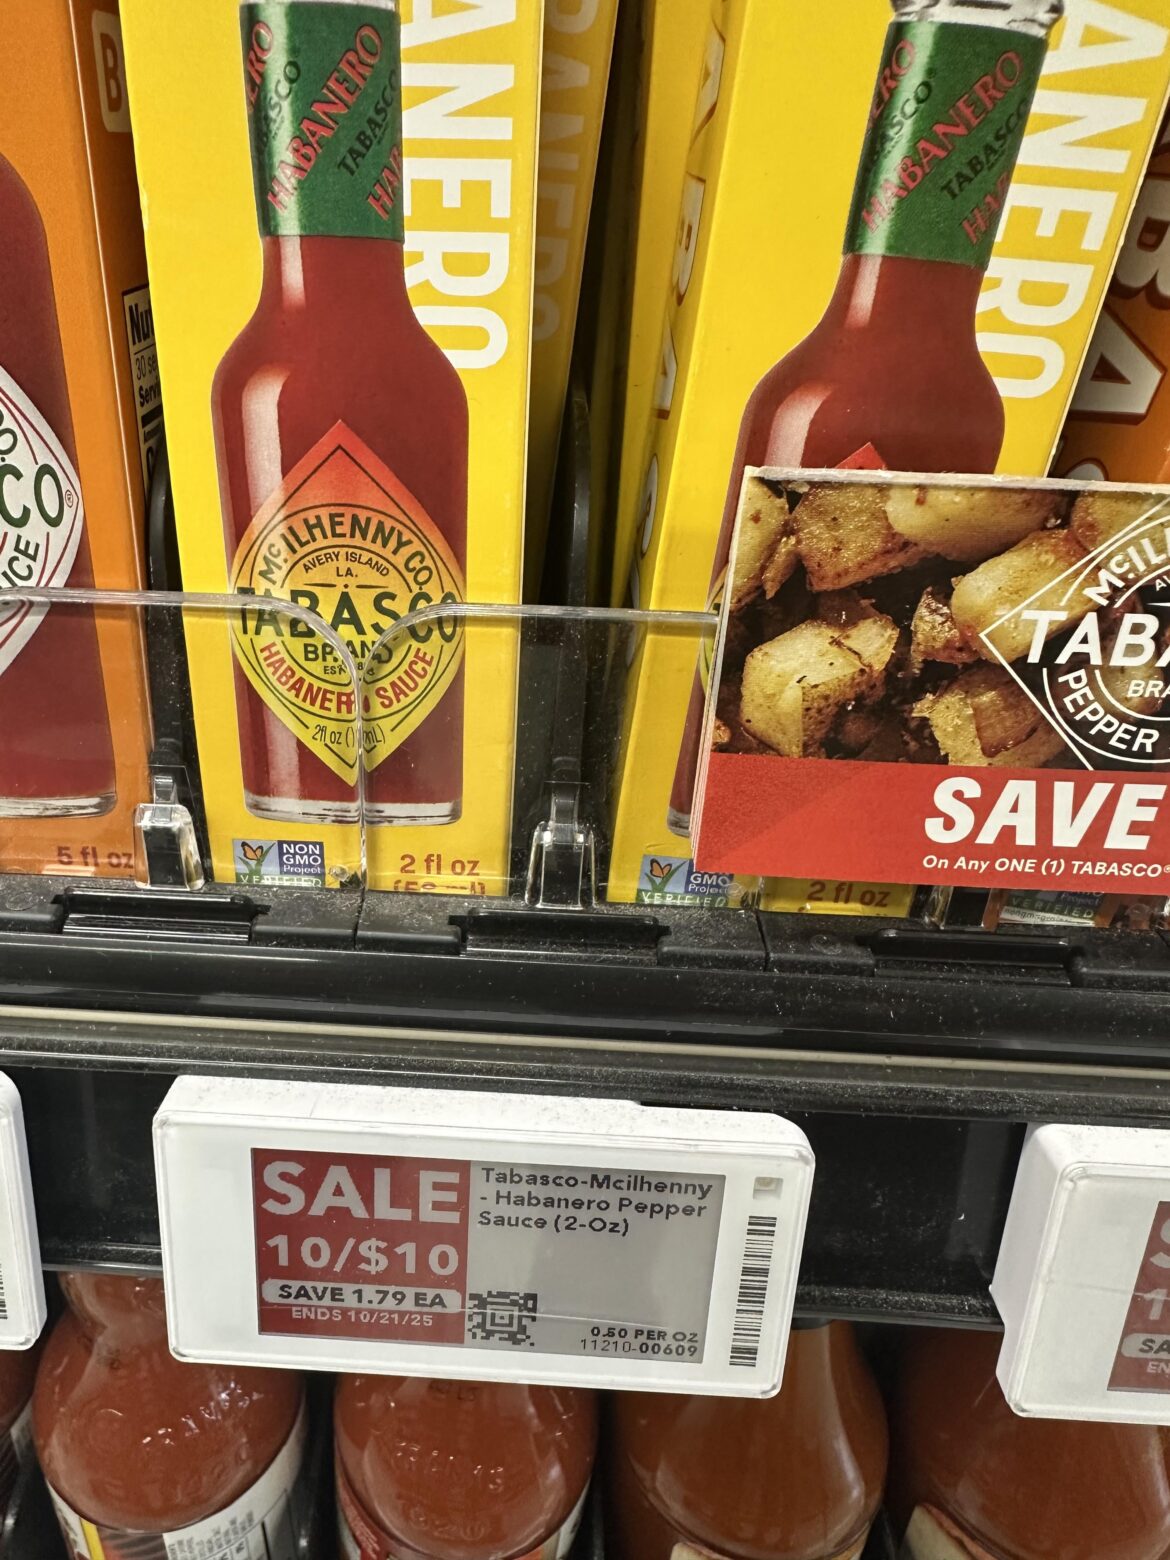 HABANERO
TABASCO
HABANERO
TABASCO
MCILHENNY CO.
AVERY ISLAND
LA.
TABASCO
BRAND
HABANERO SAUCE
NON
GMO
Project
VERIFIED
2 fl oz
5 fl oz
HABANERO
TABASCO
GMO
Project
VERIFIED
2 fl oz
PEPPER
SAVE
On Any ONE (1) TABASCO®
SALE
10/$10
SAVE 1.79 EA
ENDS 10/21/25
Tabasco-Mcilhenny
- Habanero Pepper
Sauce (2-Oz)
0.50 PER OZ
11210-00609